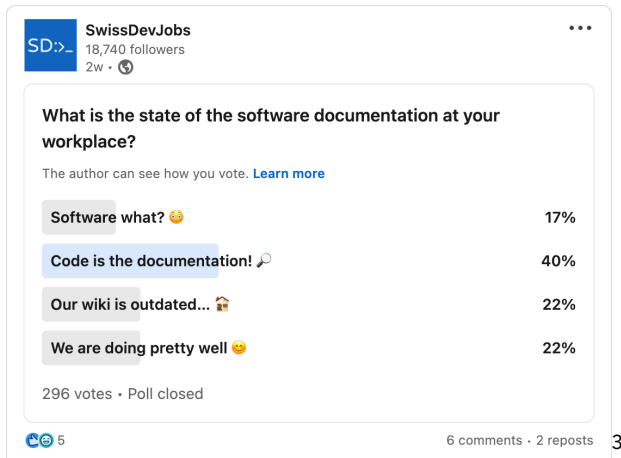 SD:>_
SwissDevJobs
18,740 followers
2w •
What is the state of the software documentation at your
workplace?
The author can see how you vote. Learn more
Software what? 😳 17%
Code is the documentation! 🔎 40%
Our wiki is outdated... 🏠 22%
We are doing pretty well 😊 22%
296 votes • Poll closed
5
6 comments • 2 reposts
3